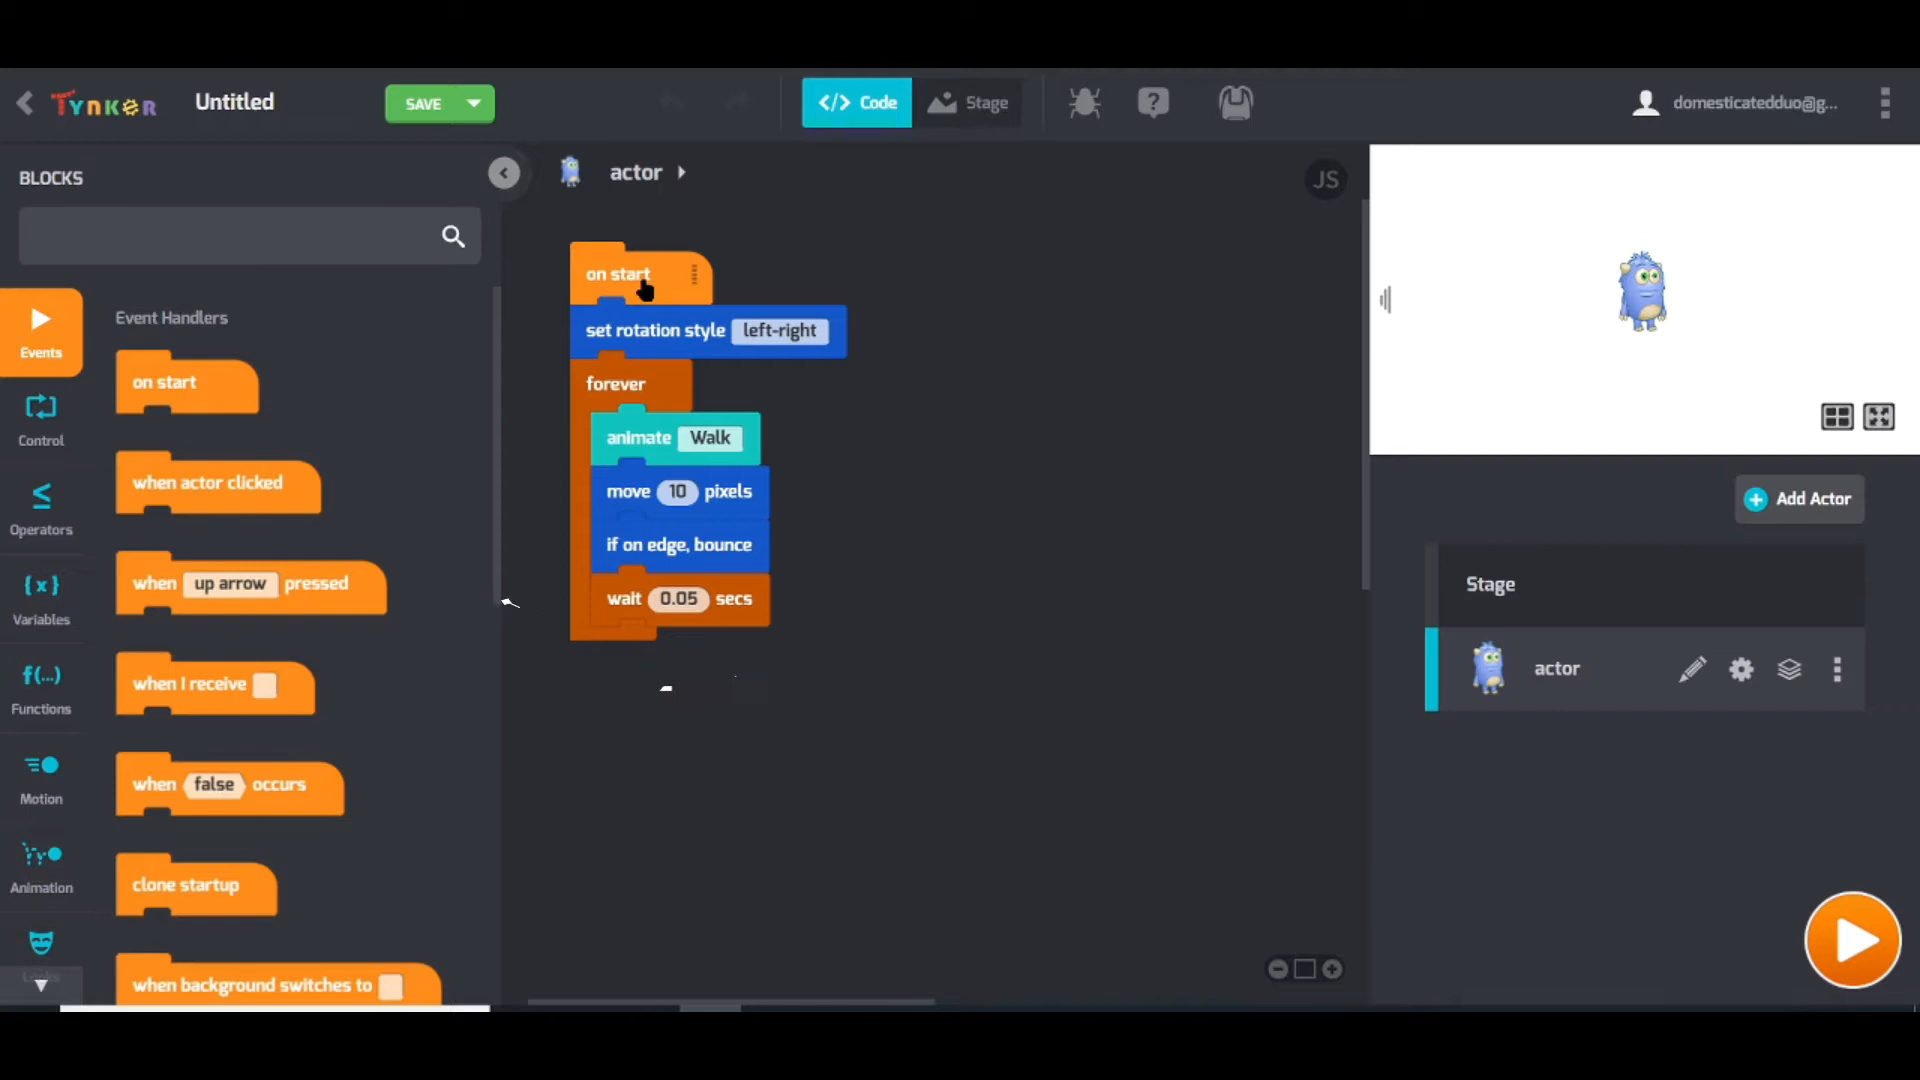 TYNKER
Untitled
SAVE
</> Code
Stage
?
domesticatedduo@g...
BLOCKS
actor
JS
Events
Control
Operators
Variables
Functions
Motion
Animation
Looks
{x}
f(...)
Event Handlers
on start
when actor clicked
when up arrow pressed
when I receive
when false occurs
clone startup
when background switches to
on start
set rotation style left-right
forever
animate Walk
move 10 pixels
if on edge, bounce
wait 0.05 secs
Add Actor
Stage
actor